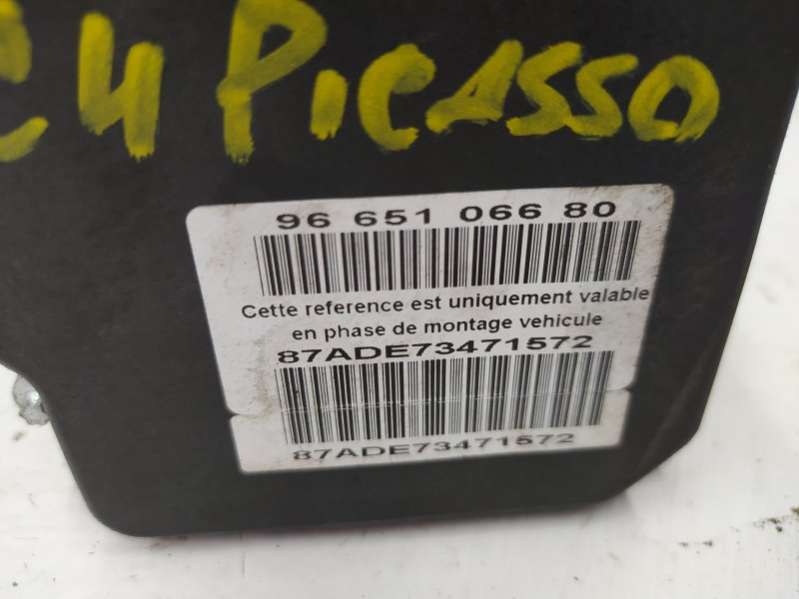 C4 PICASSO
96 651 066 80
Cette reference est uniquement valable
en phase de montage vehicule
87ADE73471572
87ADE73471572